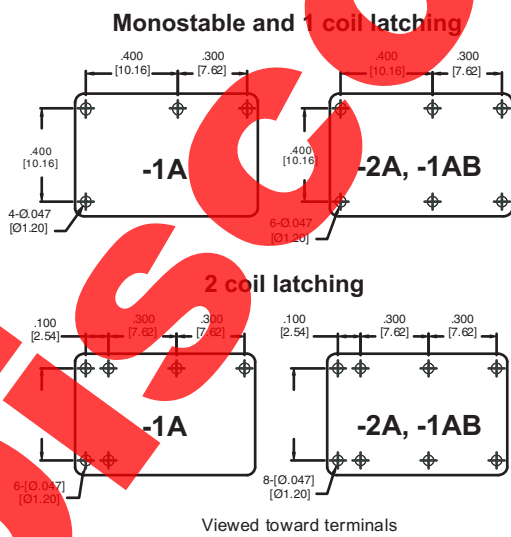 Monostable and 1 coil latching
.400 .300 .400 .300
[10.16] [7.62] [10.16] [7.62]
.400 .400
[10.16] [10.16]
-1A -2A, -1AB
4-Ø.047 6-Ø.047
[Ø1.20] [Ø1.20]
2 coil latching
.100 .300 .300 .100 .300 .300
[2.54] [7.62] [7.62] [2.54] [7.62] [7.62]
-1A -2A, -1AB
6-[Ø.047] 8-[Ø.047]
[Ø1.20] [Ø1.20]
Viewed toward terminals